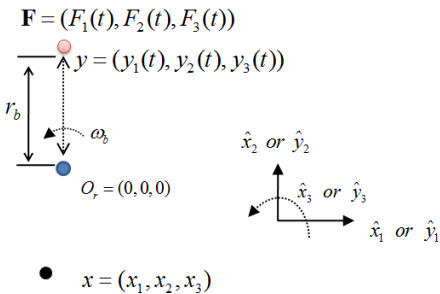 F = (F₁(t), F₂(t), F₃(t))
y = (y₁(t), y₂(t), y₃(t))
r_b
ω_b
O_r = (0,0,0)
x̂₂ or ŷ₂
x̂₃ or ŷ₃
x̂₁ or ŷ₁
x = (x₁, x₂, x₃)